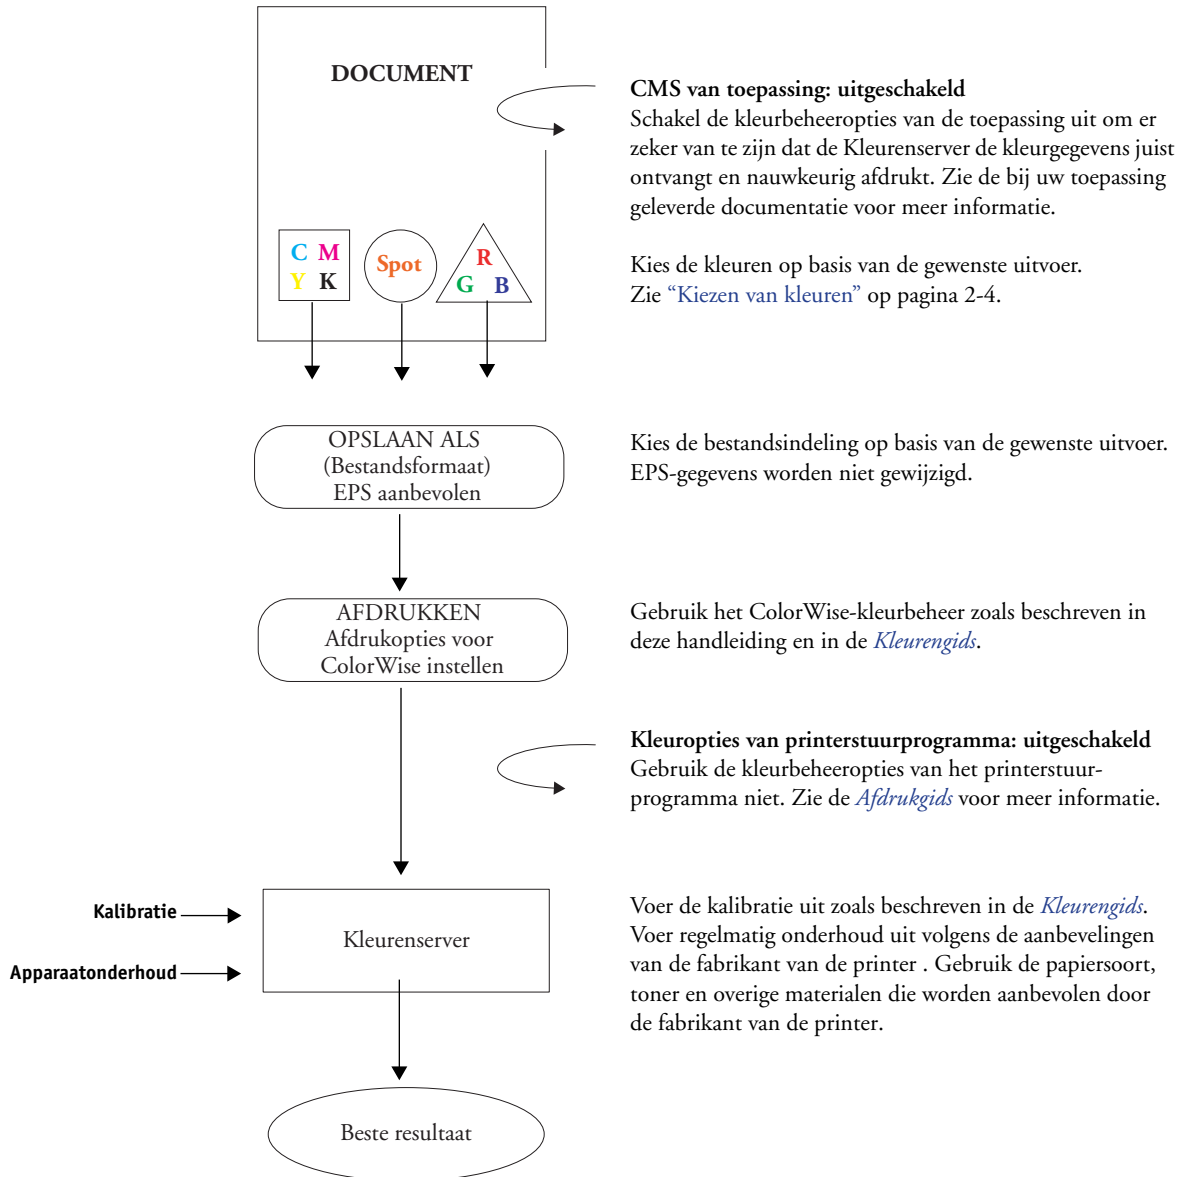 DOCUMENT
CMS van toepassing: uitgeschakeld
Schakel de kleurbeheeropties van de toepassing uit om er
zeker van te zijn dat de Kleurenserver de kleurgegevens juist
ontvangt en nauwkeurig afdrukt. Zie de bij uw toepassing
geleverde documentatie voor meer informatie.
C M
Y K
Spot
R
G B
Kies de kleuren op basis van de gewenste uitvoer.
Zie “Kiezen van kleuren” op pagina 2-4.
OPSLAAN ALS
(Bestandsformaat)
EPS aanbevolen
Kies de bestandsindeling op basis van de gewenste uitvoer.
EPS-gegevens worden niet gewijzigd.
AFDRUKKEN
Afdrukopties voor
ColorWise instellen
Gebruik het ColorWise-kleurbeheer zoals beschreven in
deze handleiding en in de Kleurengids.
Kleuropties van printerstuurprogramma: uitgeschakeld
Gebruik de kleurbeheeropties van het printerstuur-
programma niet. Zie de Afdrukgids voor meer informatie.
Kalibratie
Apparaatonderhoud
Kleurenserver
Voer de kalibratie uit zoals beschreven in de Kleurengids.
Voer regelmatig onderhoud uit volgens de aanbevelingen
van de fabrikant van de printer . Gebruik de papiersoort,
toner en overige materialen die worden aanbevolen door
de fabrikant van de printer.
Beste resultaat